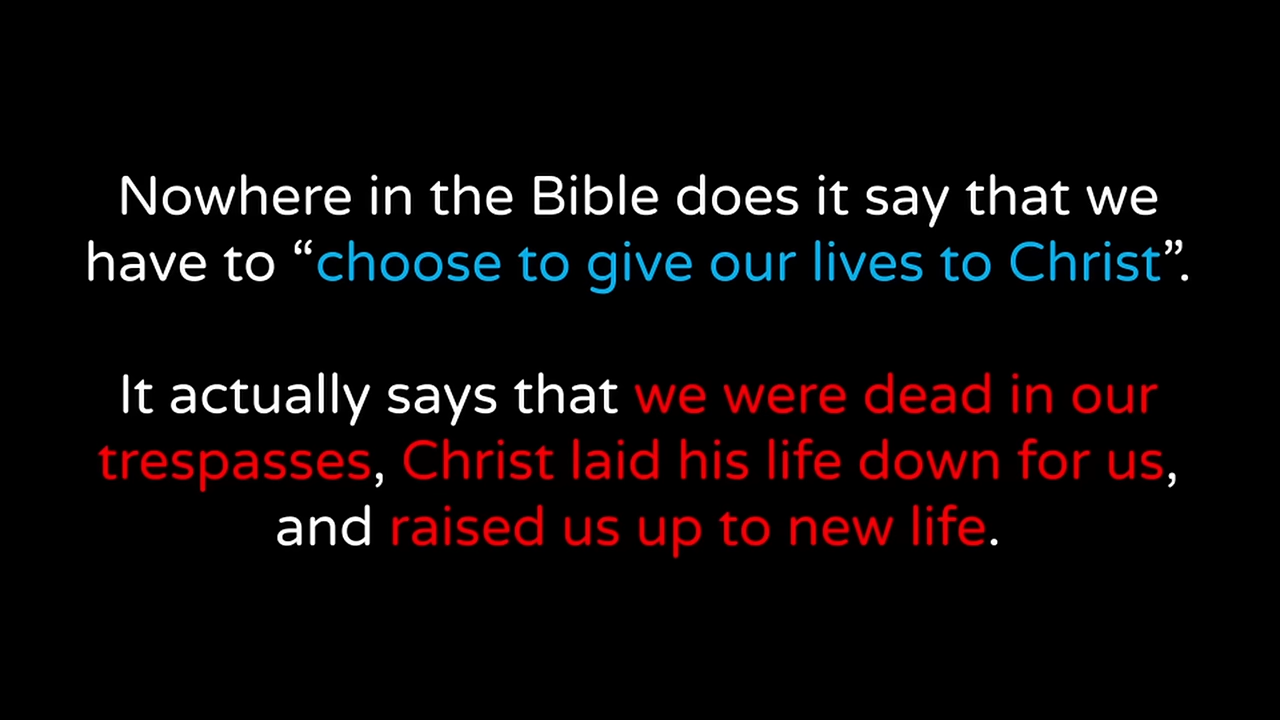 Nowhere in the Bible does it say that we
have to “choose to give our lives to Christ”.
It actually says that we were dead in our
trespasses, Christ laid his life down for us,
and raised us up to new life.